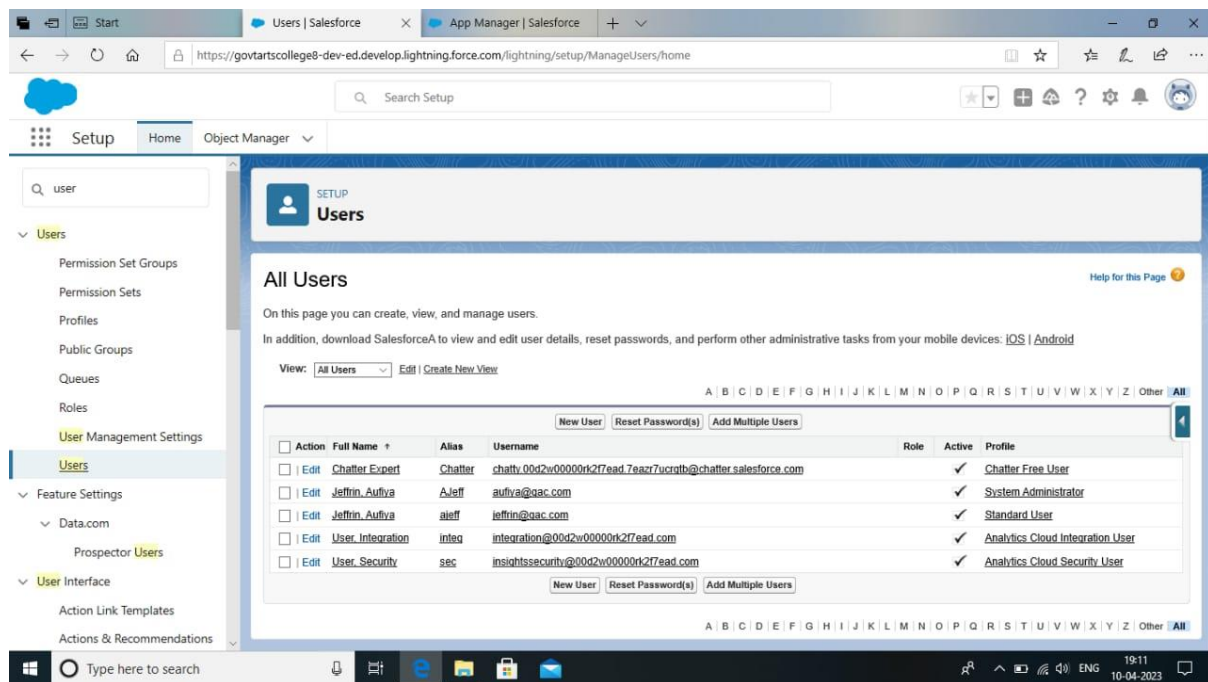 Start
Users | Salesforce
App Manager | Salesforce
https://govtartscollege8-dev-ed.develop.lightning.force.com/lightning/setup/ManageUsers/home
Search Setup
Setup Home Object Manager
user
Users
Permission Set Groups
Permission Sets
Profiles
Public Groups
Queues
Roles
User Management Settings
Users
Feature Settings
Data.com
Prospector Users
User Interface
Action Link Templates
Actions & Recommendations
SETUP
Users
All Users
Help for this Page
On this page you can create, view, and manage users.
In addition, download SalesforceA to view and edit user details, reset passwords, and perform other administrative tasks from your mobile devices: iOS | Android
View: All Users Edit | Create New View
A | B | C | D | E | F | G | H | I | J | K | L | M | N | O | P | Q | R | S | T | U | V | W | X | Y | Z | Other All
New User Reset Password(s) Add Multiple Users
Action Full Name ↑ Alias Username Role Active Profile
| Edit Chatter Expert Chatter chatty.00d2w00000rk2f7ead.7eazr7ucrqtb@chatter.salesforce.com ✓ Chatter Free User
| Edit Jeffrin, Aufiya AJeff aufiya@gac.com ✓ System Administrator
| Edit Jeffrin, Aufiya ajeff jeffrin@gac.com ✓ Standard User
| Edit User, Integration integ integration@00d2w00000rk2f7ead.com ✓ Analytics Cloud Integration User
| Edit User, Security sec insightssecurity@00d2w00000rk2f7ead.com ✓ Analytics Cloud Security User
New User Reset Password(s) Add Multiple Users
A | B | C | D | E | F | G | H | I | J | K | L | M | N | O | P | Q | R | S | T | U | V | W | X | Y | Z | Other All
Type here to search
ENG
19:11
10-04-2023